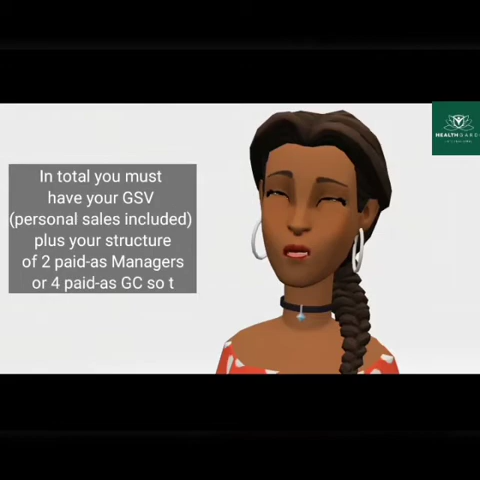 In total you must
have your GSV
(personal sales included)
plus your structure
of 2 paid-as Managers
or 4 paid-as GC so t